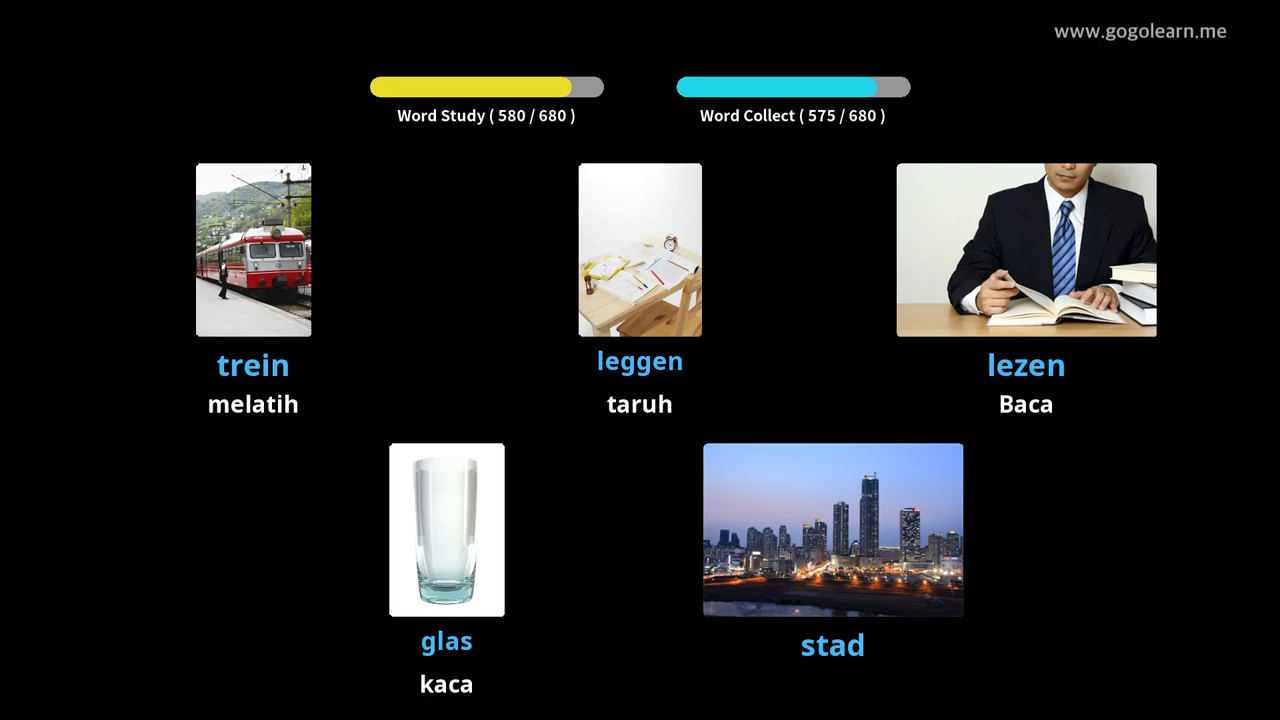 www.gogolearn.me
Word Study ( 580 / 680 )
Word Collect ( 575 / 680 )
trein
melatih
leggen
taruh
lezen
Baca
glas
kaca
stad